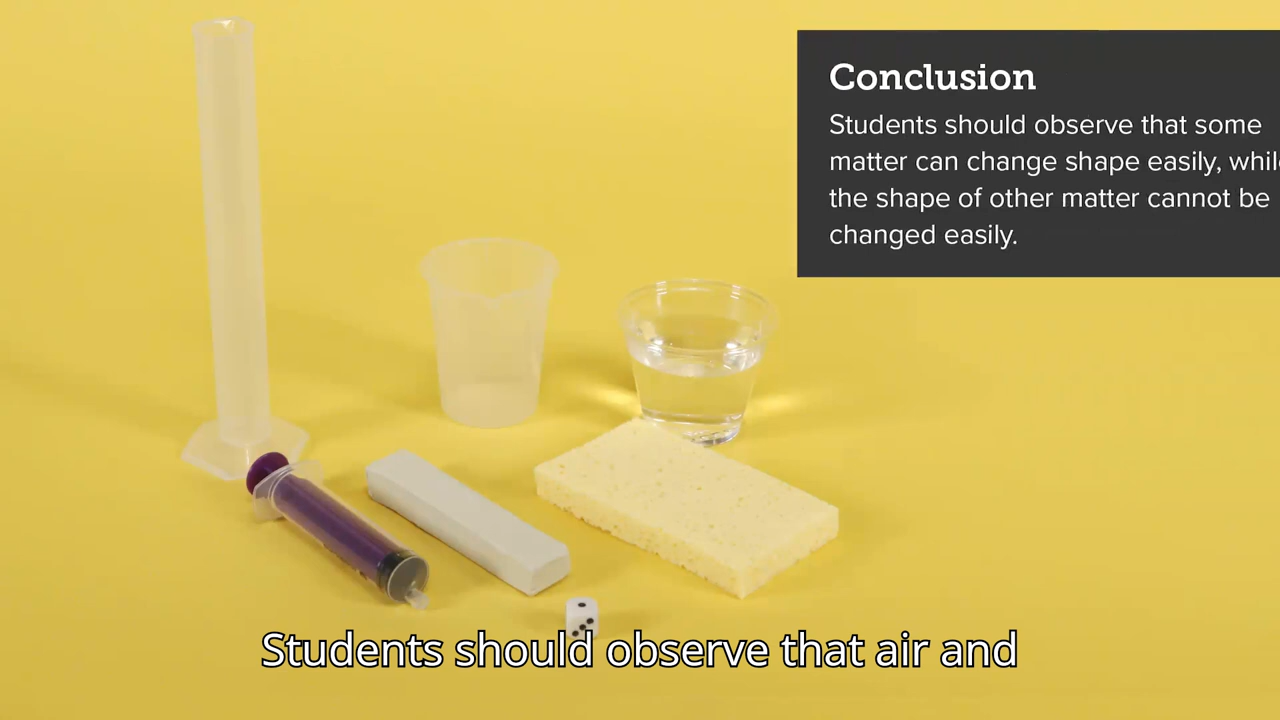 Conclusion
Students should observe that some
matter can change shape easily, whil
the shape of other matter cannot be
changed easily.
Students should observe that air and